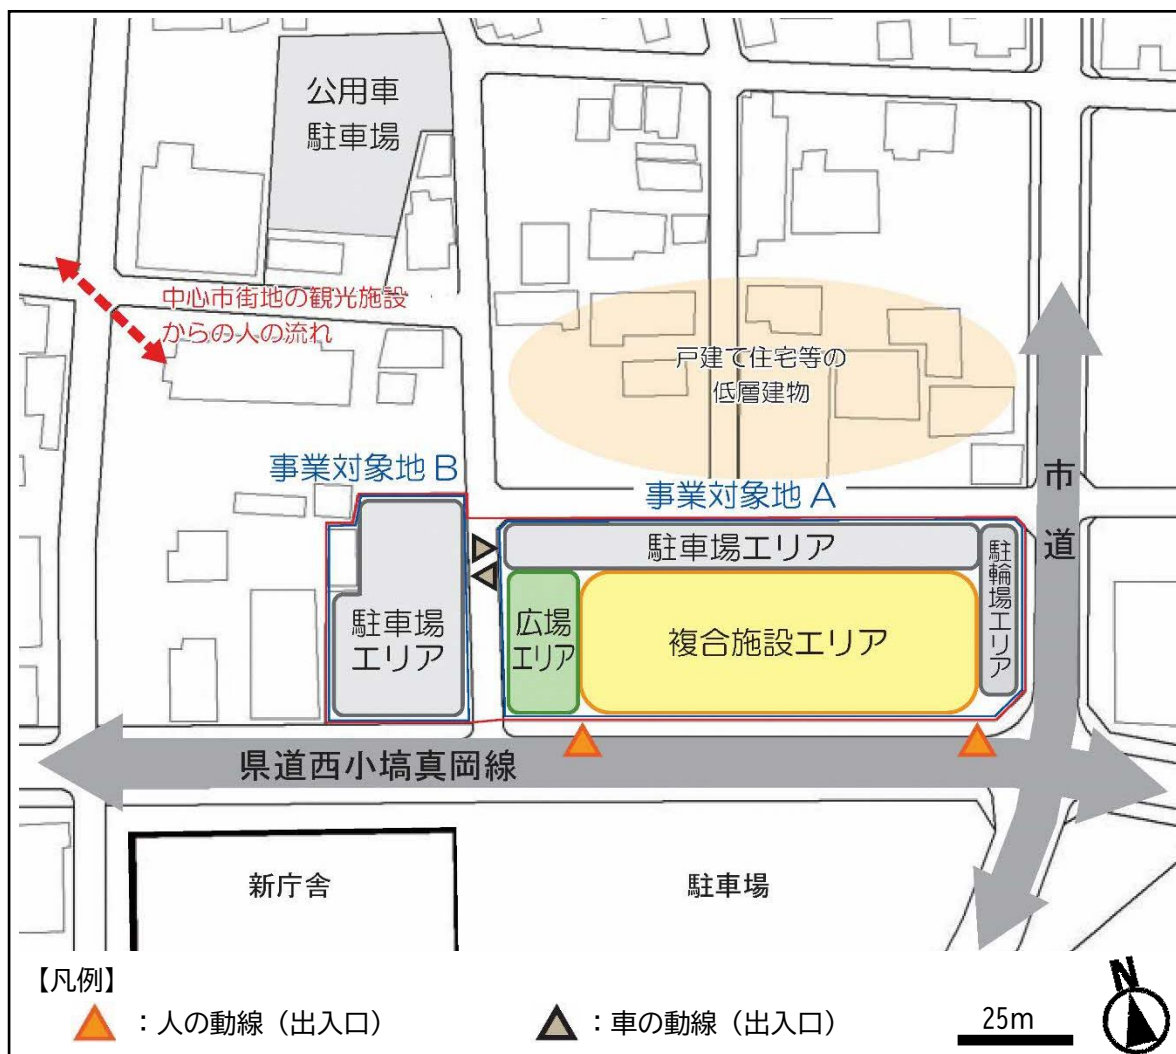 公用車
駐車場
中心市街地の観光施設
からの人の流れ
戸建て住宅等の
低層建物
市道
事業対象地 B
事業対象地 A
駐車場エリア
駐輪場エリア
駐車場
エリア
広場
エリア
複合施設エリア
県道西小塙真岡線
新庁舎
駐車場
【凡例】
：人の動線（出入口）
：車の動線（出入口）
25m
N